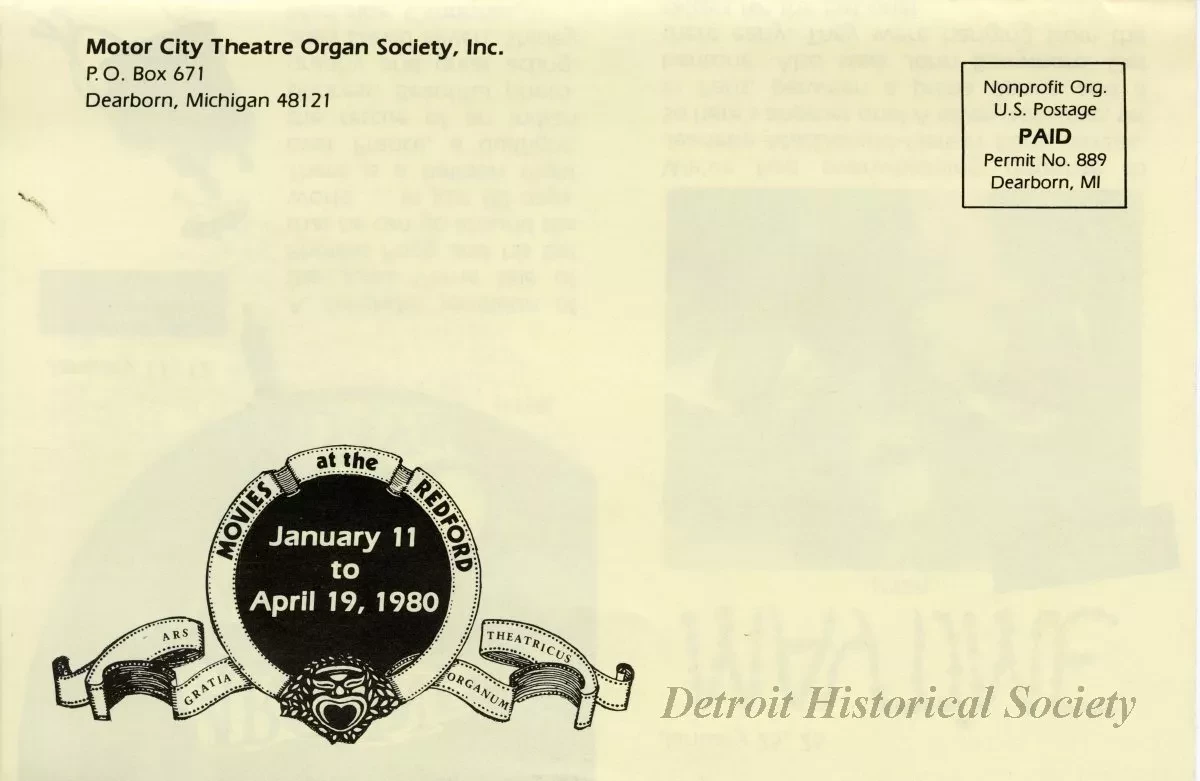 Motor City Theatre Organ Society, Inc.
P.O. Box 671
Dearborn, Michigan 48121
Nonprofit Org.
U.S. Postage
PAID
Permit No. 889
Dearborn, MI
MOVIES at the REDFORD
January 11
to
April 19, 1980
ARS
GRATIA
THEATRICUS
ORGANUM
Detroit Historical Society